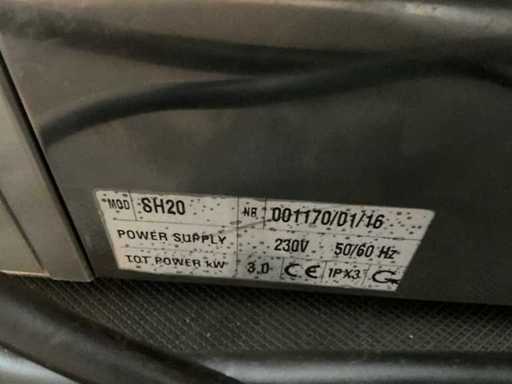 MOD SH20 NR 001170/01/16
POWER SUPPLY 230V 50/60 Hz
TOT.POWER kW 3.0 CE IPX3